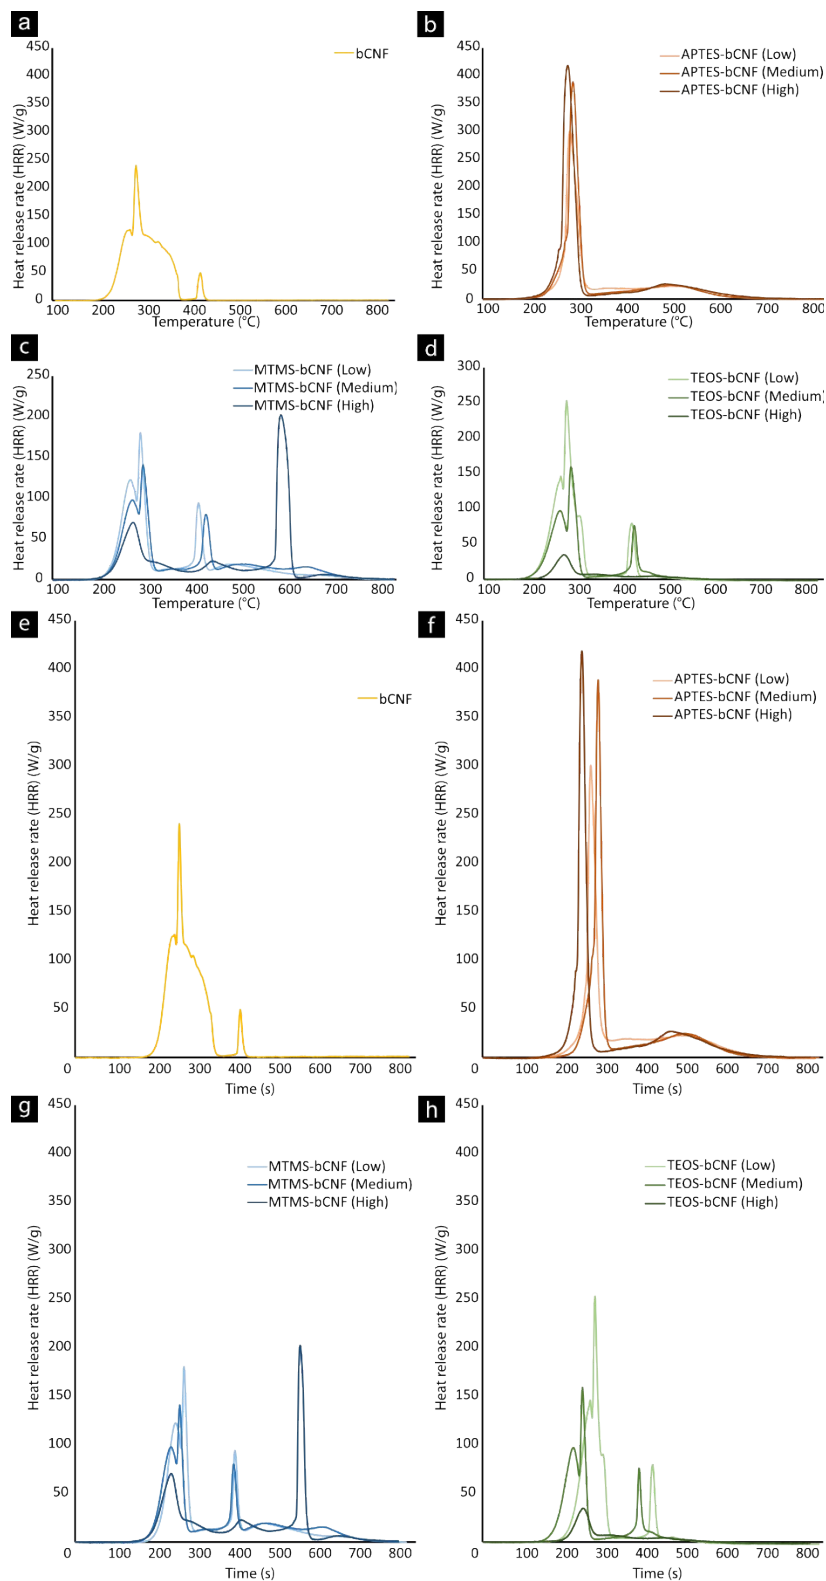 a
450
400
350
300
250
200
150
100
50
0
Heat release rate (HRR) (W/g)
bCNF
100 200 300 400 500 600 700 800
Temperature (°C)
b
450
400
350
300
250
200
150
100
50
0
Heat release rate (HRR) (W/g)
APTES-bCNF (Low)
APTES-bCNF (Medium)
APTES-bCNF (High)
100 200 300 400 500 600 700 800
Temperature (°C)
c
250
200
150
100
50
0
Heat release rate (HRR) (W/g)
MTMS-bCNF (Low)
MTMS-bCNF (Medium)
MTMS-bCNF (High)
100 200 300 400 500 600 700 800
Temperature (°C)
d
300
250
200
150
100
50
0
Heat release rate (HRR) (W/g)
TEOS-bCNF (Low)
TEOS-bCNF (Medium)
TEOS-bCNF (High)
100 200 300 400 500 600 700 800
Temperature (°C)
e
450
400
350
300
250
200
150
100
50
Heat release rate (HRR) (W/g)
bCNF
0 100 200 300 400 500 600 700 800
Time (s)
f
450
400
350
300
250
200
150
100
50
Heat release rate (HRR) (W/g)
APTES-bCNF (Low)
APTES-bCNF (Medium)
APTES-bCNF (High)
0 100 200 300 400 500 600 700 800
Time (s)
g
450
400
350
300
250
200
150
100
50
Heat release rate (HRR) (W/g)
MTMS-bCNF (Low)
MTMS-bCNF (Medium)
MTMS-bCNF (High)
0 100 200 300 400 500 600 700 800
Time (s)
h
450
400
350
300
250
200
150
100
50
Heat release rate (HRR) (W/g)
TEOS-bCNF (Low)
TEOS-bCNF (Medium)
TEOS-bCNF (High)
0 100 200 300 400 500 600 700 800
Time (s)